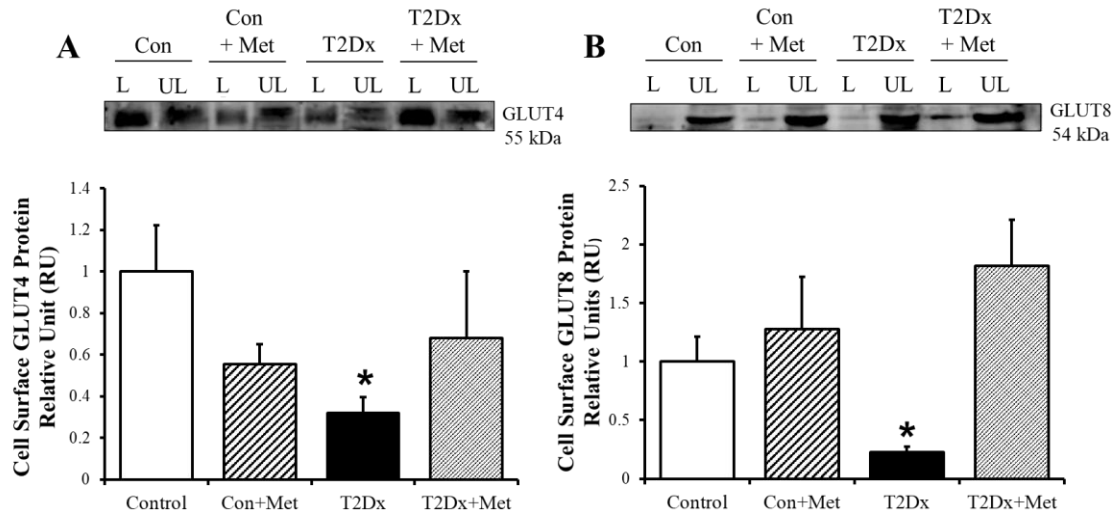 A
Con
Con
+ Met
T2Dx
T2Dx
+ Met
L UL L UL L UL L UL
GLUT4
55 kDa
Cell Surface GLUT4 Protein
Relative Unit (RU)
1.4
1.2
1
0.8
0.6
0.4
0.2
0
*
Control Con+Met T2Dx T2Dx+Met
B
Con
Con
+ Met
T2Dx
T2Dx
+ Met
L UL L UL L UL L UL
GLUT8
54 kDa
Cell Surface GLUT8 Protein
Relative Units (RU)
2.5
2
1.5
1
0.5
0
*
Control Con+Met T2Dx T2Dx+Met